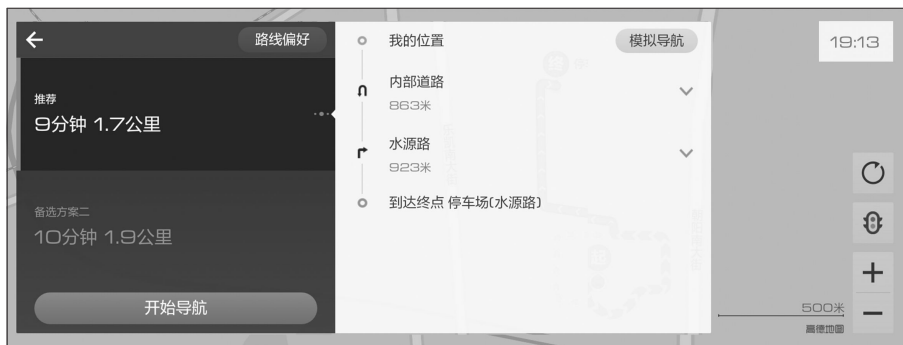 路线偏好
推荐
9分钟 1.7公里
备选方案二
10分钟 1.9公里
开始导航
我的位置
模拟导航
内部道路
863米
水源路
923米
到达终点 停车场(水源路)
19:13
500米
高德地图